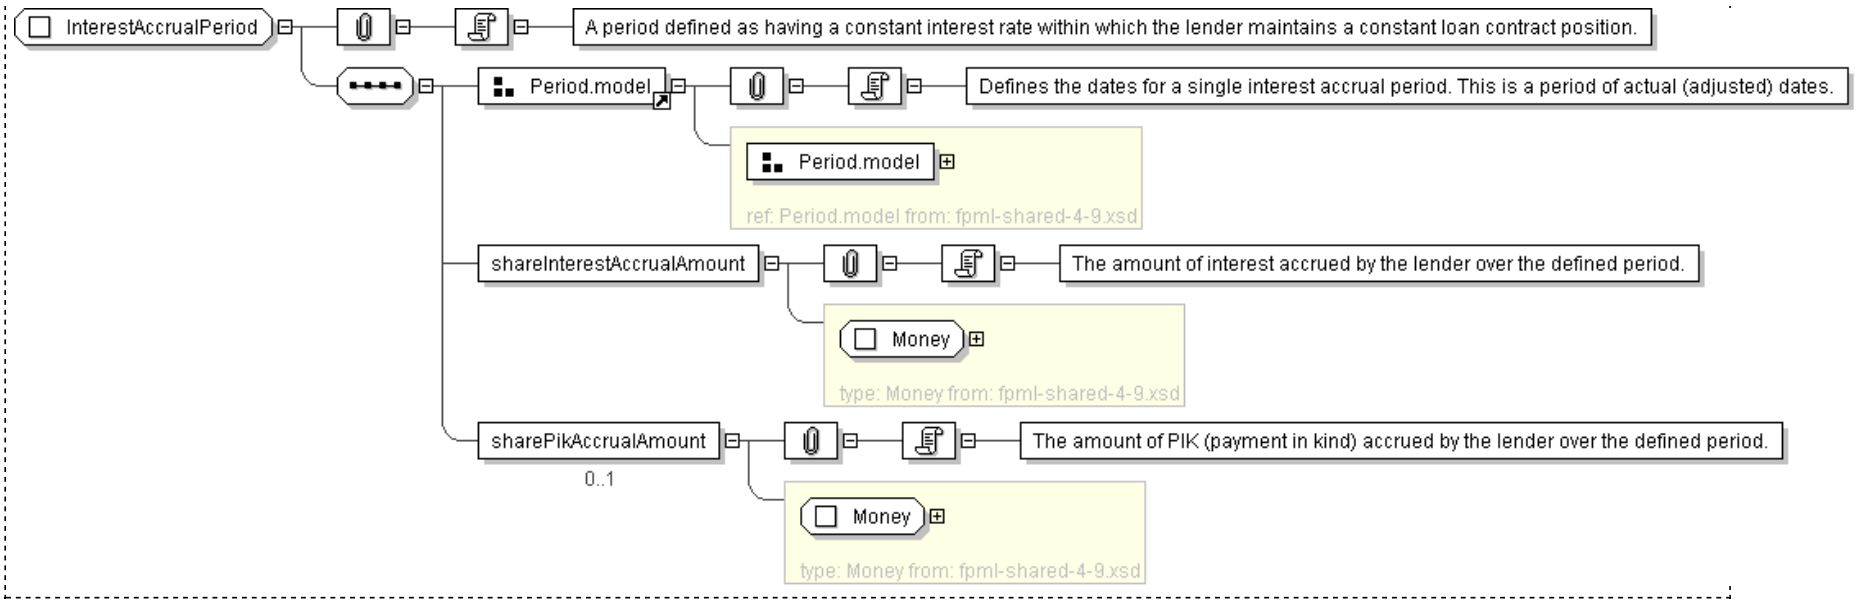 InterestAccrualPeriod
A period defined as having a constant interest rate within which the lender maintains a constant loan contract position.
Period.model
Defines the dates for a single interest accrual period. This is a period of actual (adjusted) dates.
Period.model
ref: Period.model from: fpml-shared-4-9.xsd
shareInterestAccrualAmount
The amount of interest accrued by the lender over the defined period.
Money
type: Money from: fpml-shared-4-9.xsd
sharePikAccrualAmount
The amount of PIK (payment in kind) accrued by the lender over the defined period.
0..1
Money
type: Money from: fpml-shared-4-9.xsd